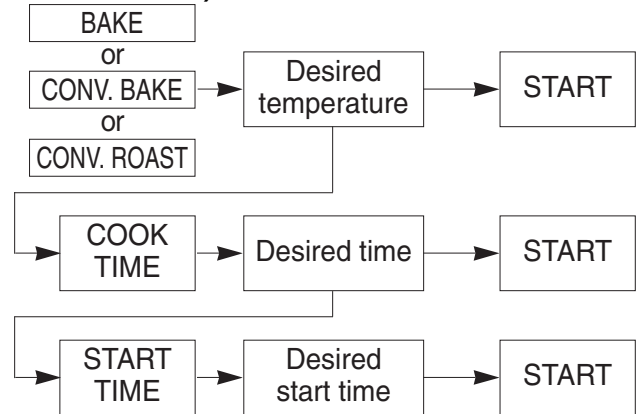 BAKE
or
CONV. BAKE
or
CONV. ROAST
Desired
temperature
START
COOK
TIME
Desired time
START
START
TIME
Desired
start time
START